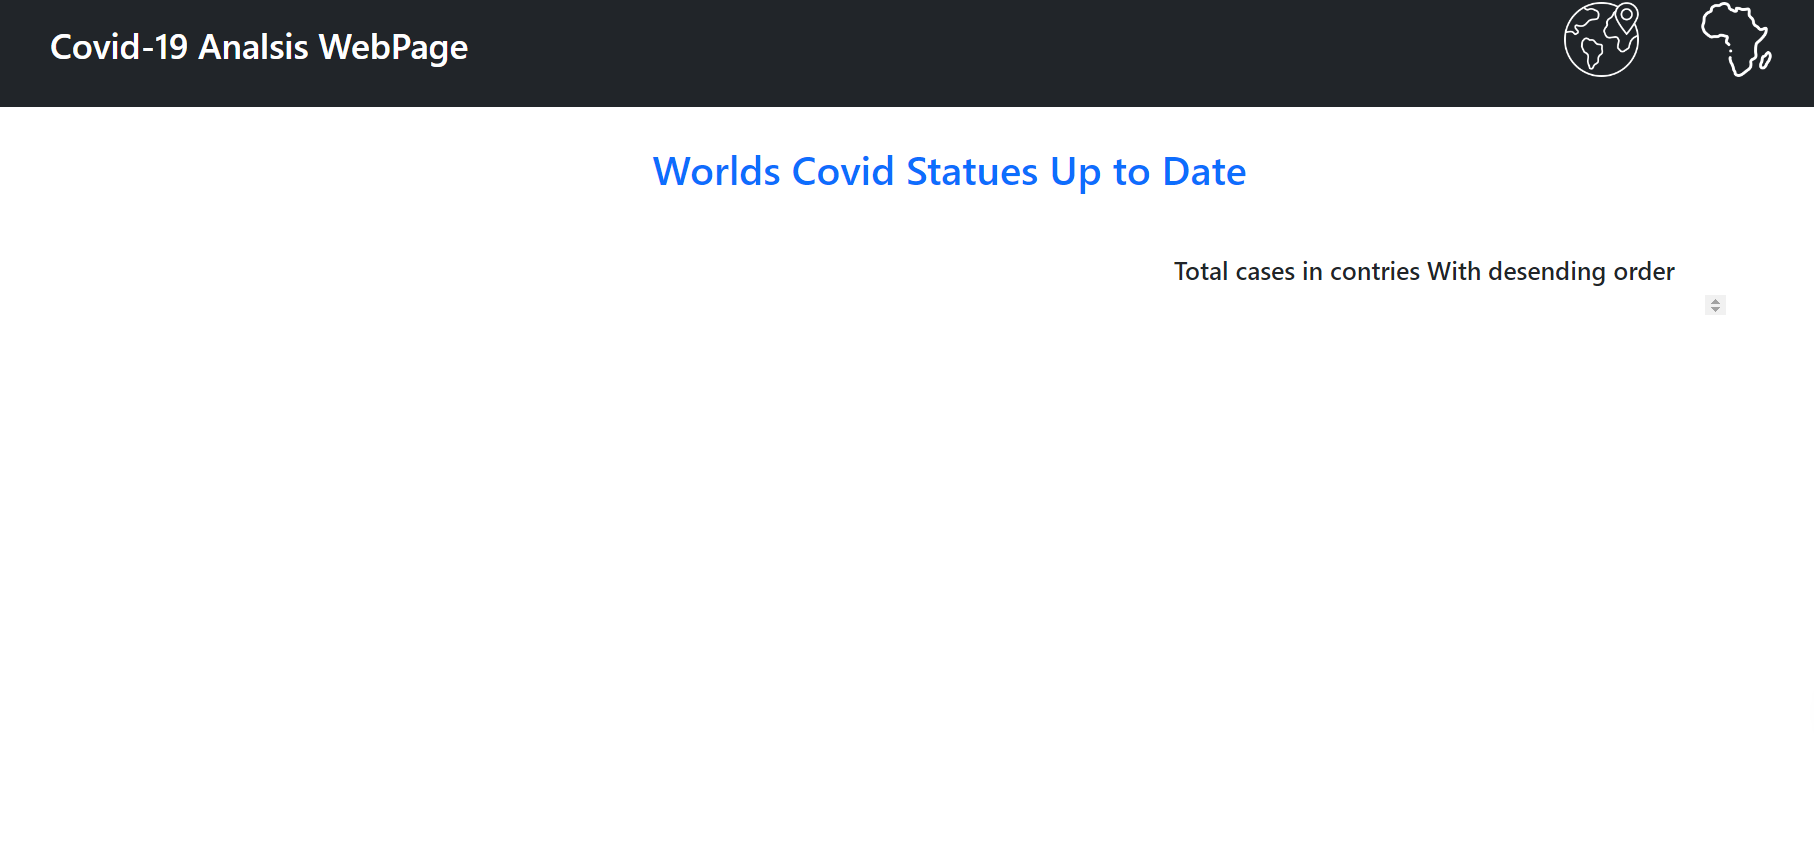 Covid-19 Analsis WebPage
Worlds Covid Statues Up to Date
Total cases in contries With desending order